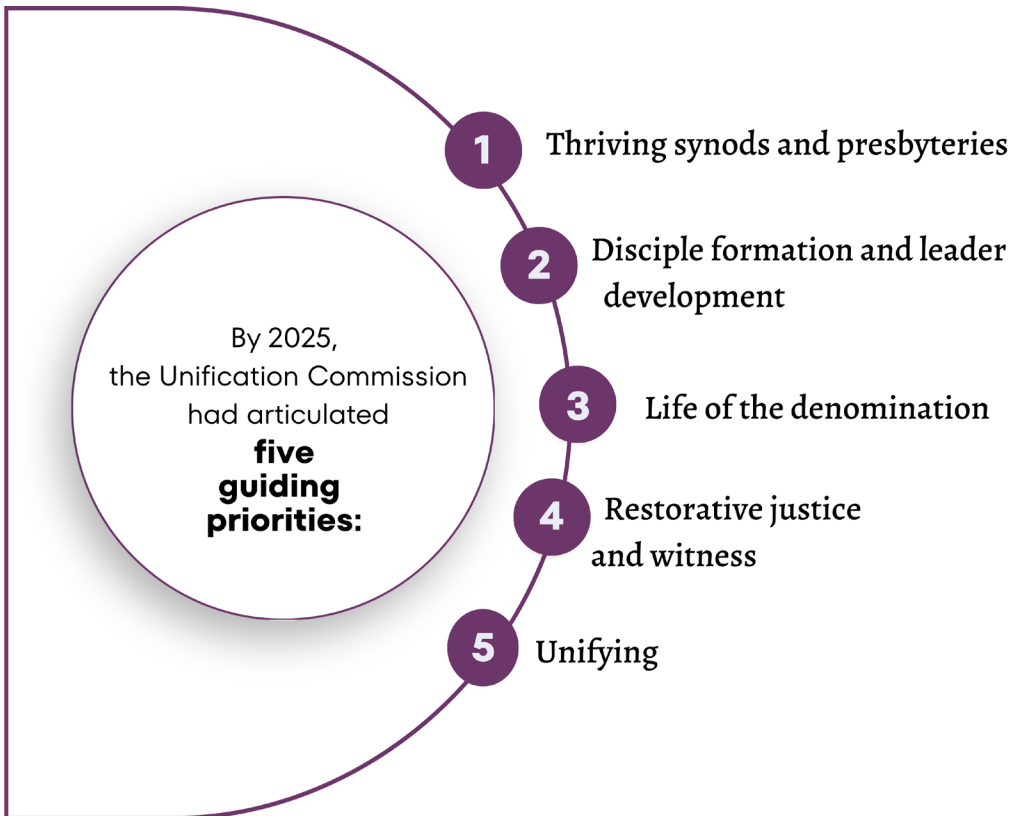 By 2025,
the Unification Commission
had articulated
five
guiding
priorities:
1
Thriving synods and presbyteries
2
Disciple formation and leader
development
3
Life of the denomination
4
Restorative justice
and witness
5
Unifying